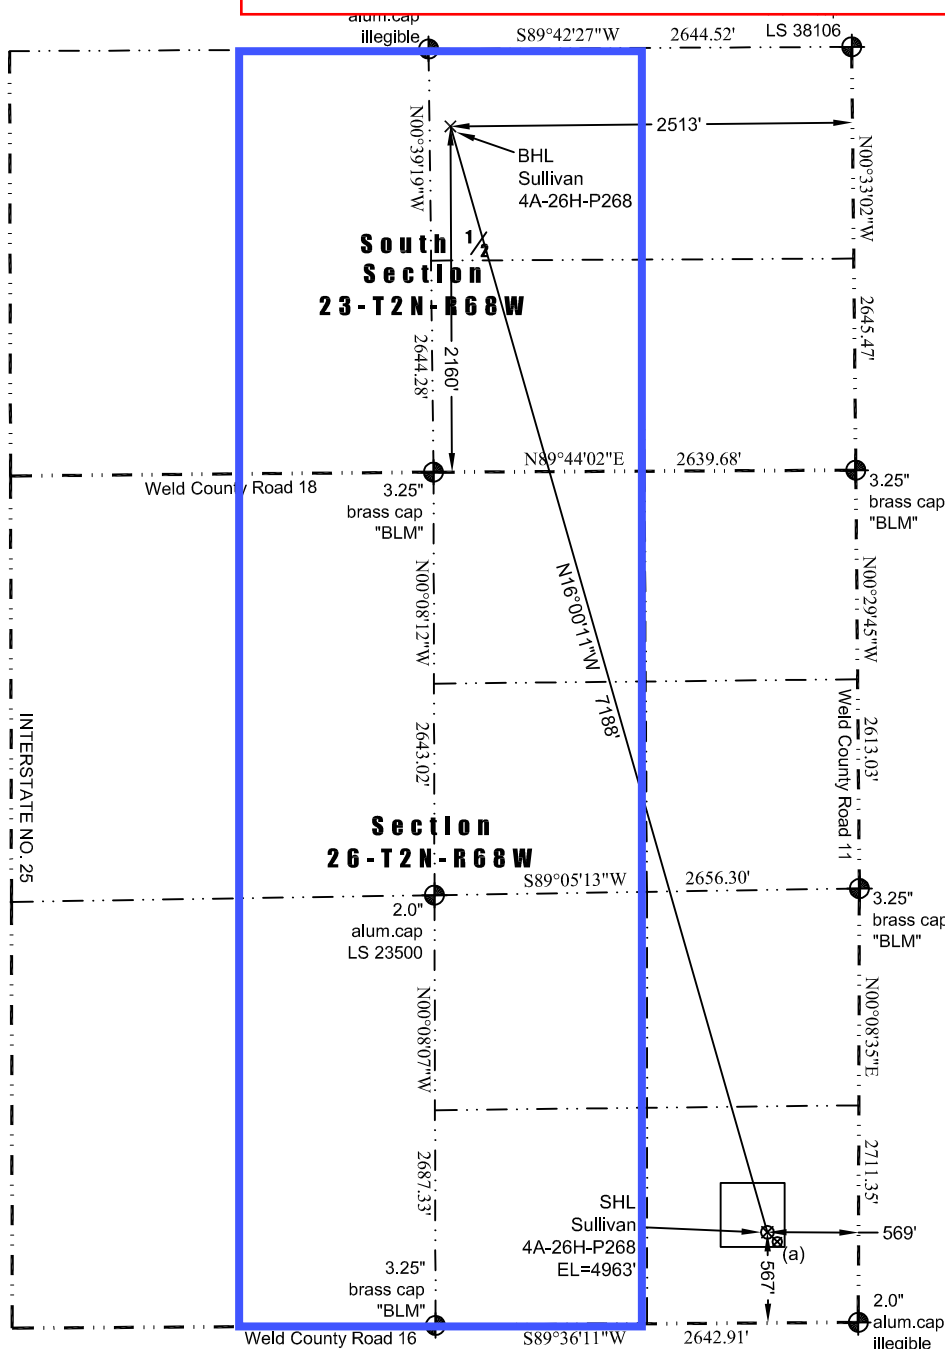 alum.cap
illegible
S89°42'27"W
2644.52'
LS 38106
N00°39'19"W
2513'
BHL
Sullivan
4A-26H-P268
N00°33'02"W
South 1/2
Section
23-T2N-R68W
2644.28'
2160'
2645.47'
Weld County Road 18
N89°44'02"E
2639.68'
3.25"
brass cap
"BLM"
3.25"
brass cap
"BLM"
N00°08'12"W
N16°00'11"W
7188'
N00°29'45"W
INTERSTATE NO. 25
2643.02'
Weld County Road 11
2613.03'
Section
26-T2N-R68W
S89°05'13"W
2656.30'
2.0"
alum.cap
LS 23500
3.25"
brass cap
"BLM"
N00°08'07"W
N00°08'35"E
2687.33'
2711.35'
SHL
Sullivan
4A-26H-P268
EL=4963'
(a)
569'
567'
3.25"
brass cap
"BLM"
2.0"
alum.cap
illegible
Weld County Road 16
S89°36'11"W
2642.91'